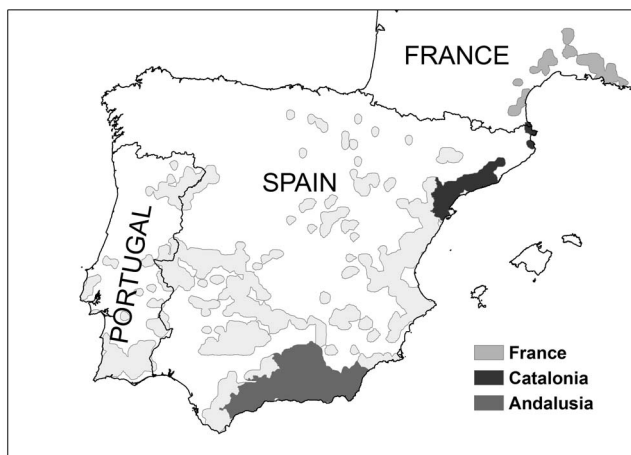 FRANCE
SPAIN
PORTUGAL
France
Catalonia
Andalusia